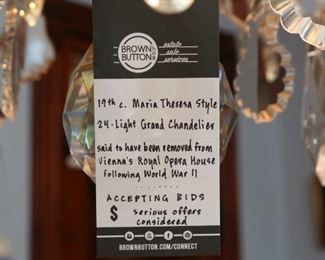 BROWN
BUTTON
estate
sale
services
19th c. Maria Theresa Style
24-Light Grand Chandelier
said to have been removed from
Vienna's Royal Opera House
following World War II
ACCEPTING BIDS
$ serious offers
considered
BROWNBUTTON.COM/CONNECT